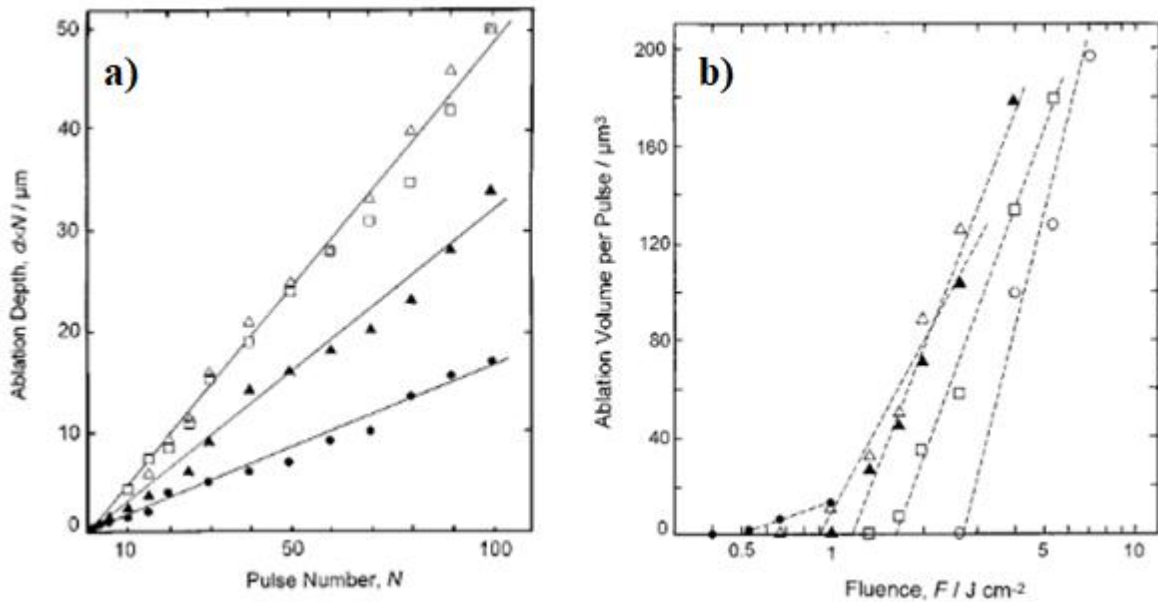 a)
50
40
30
20
10
0
10 50 100
Ablation Depth, d×N / µm
Pulse Number, N
b)
200
160
120
80
40
0
0.5 1 2 5 10
Ablation Volume per Pulse / µm³
Fluence, F / J cm⁻²